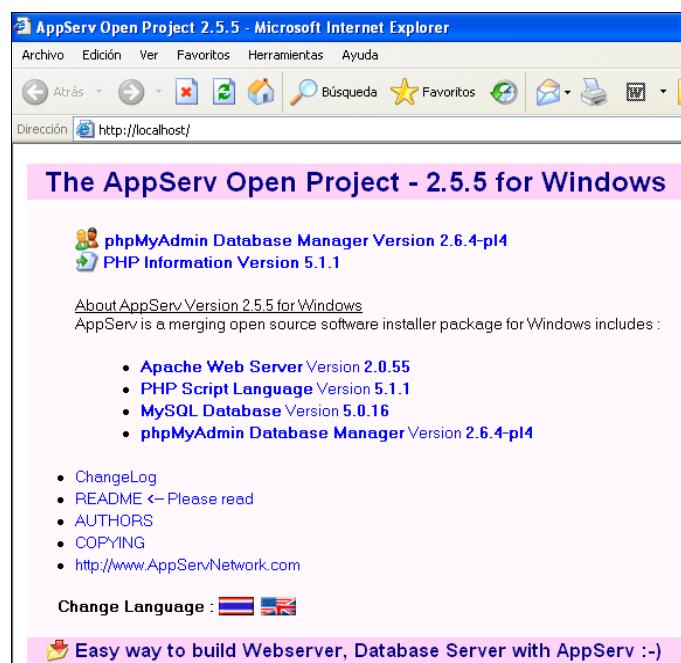 AppServ Open Project 2.5.5 - Microsoft Internet Explorer
Archivo Edición Ver Favoritos Herramientas Ayuda
Atrás Búsqueda Favoritos
Dirección http://localhost/
The AppServ Open Project - 2.5.5 for Windows
phpMyAdmin Database Manager Version 2.6.4-pl4
PHP Information Version 5.1.1
About AppServ Version 2.5.5 for Windows
AppServ is a merging open source software installer package for Windows includes :
• Apache Web Server Version 2.0.55
• PHP Script Language Version 5.1.1
• MySQL Database Version 5.0.16
• phpMyAdmin Database Manager Version 2.6.4-pl4
• ChangeLog
• README <-- Please read
• AUTHORS
• COPYING
• http://www.AppServNetwork.com
Change Language :
Easy way to build Webserver, Database Server with AppServ :-)